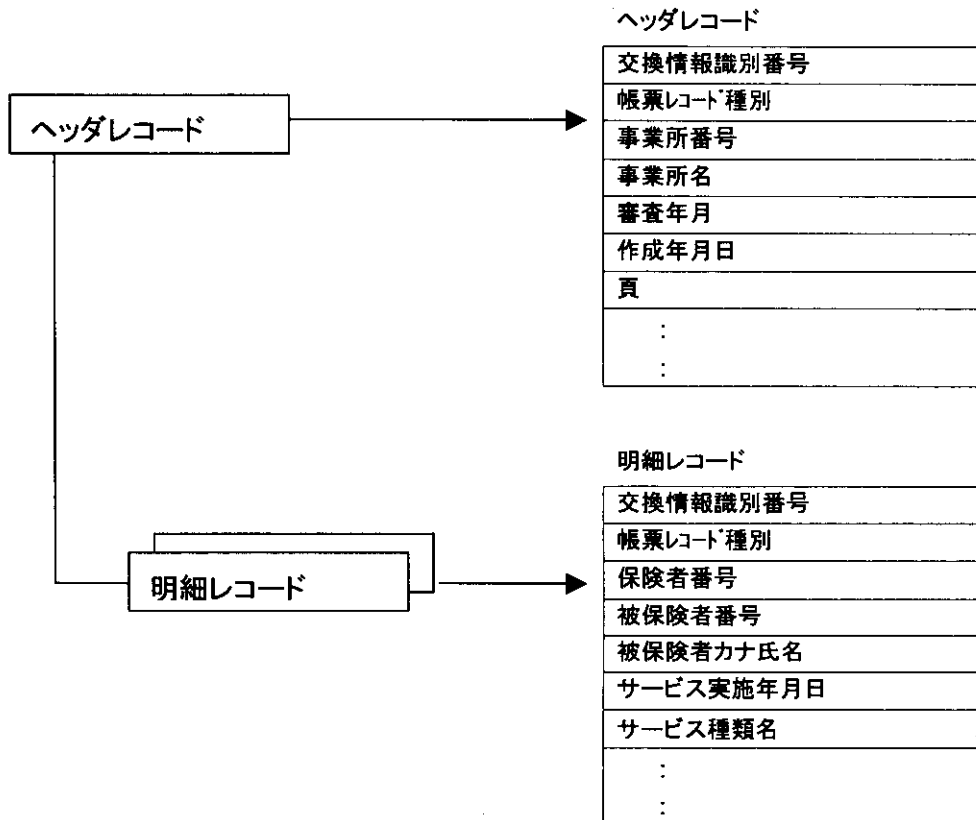 ヘッダレコード
ヘッダレコード
交換情報識別番号
帳票ﾚｺｰﾄﾞ種別
事業所番号
事業所名
審査年月
作成年月日
頁
:
:
明細レコード
明細レコード
交換情報識別番号
帳票ﾚｺｰﾄﾞ種別
保険者番号
被保険者番号
被保険者カナ氏名
サービス実施年月日
サービス種類名
:
: